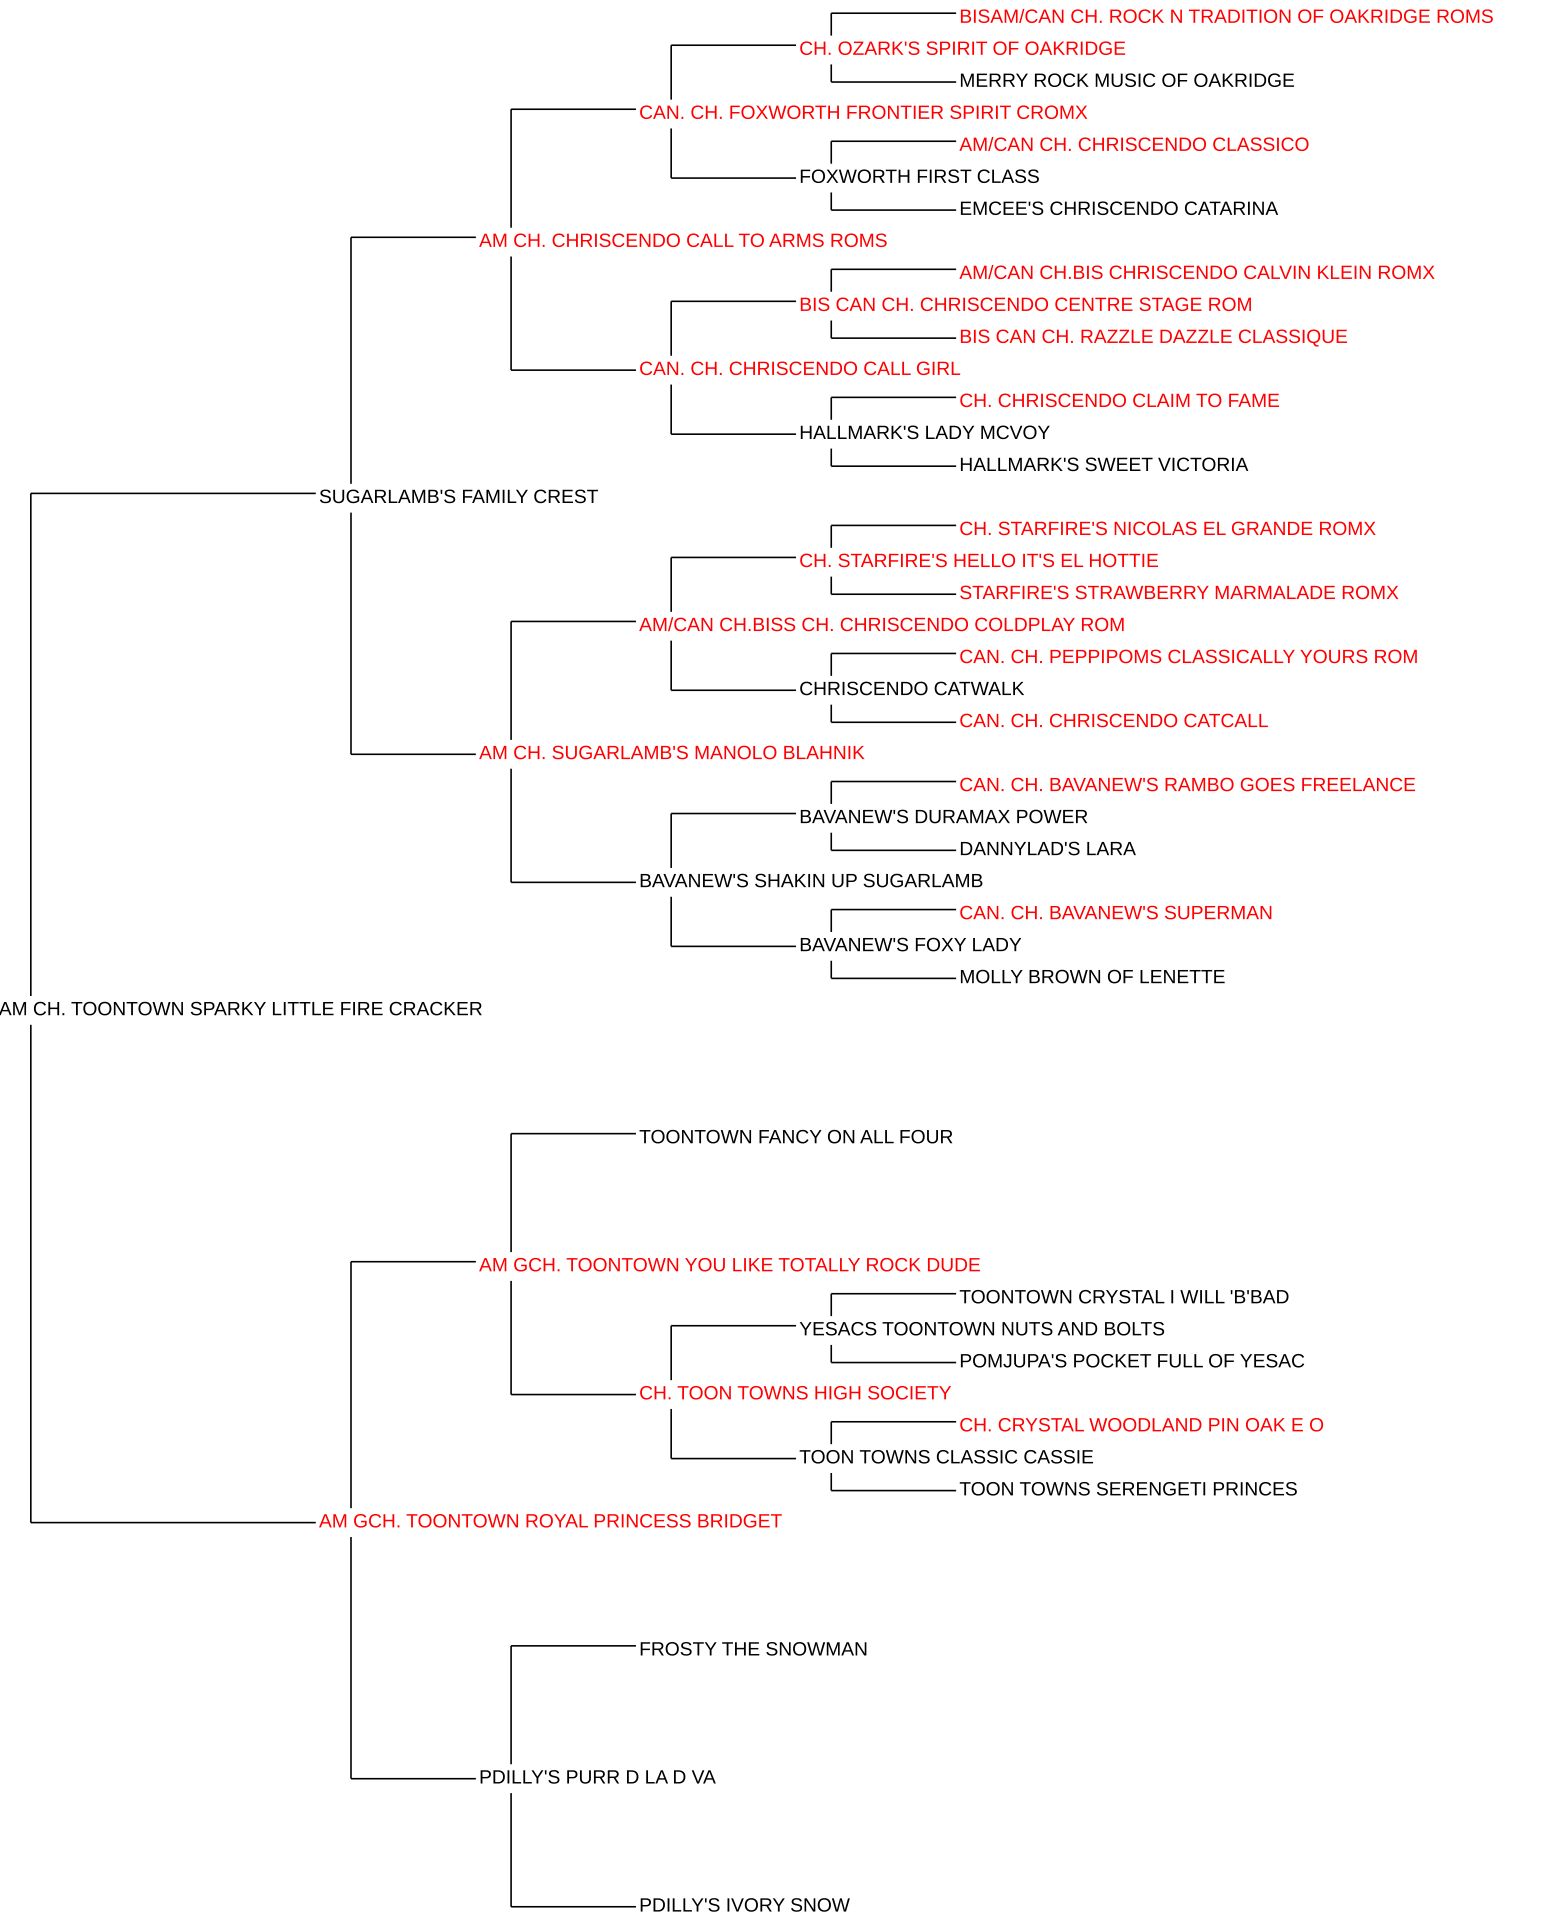 BISAM/CAN CH. ROCK N TRADITION OF OAKRIDGE ROMS
CH. OZARK'S SPIRIT OF OAKRIDGE
MERRY ROCK MUSIC OF OAKRIDGE
CAN. CH. FOXWORTH FRONTIER SPIRIT CROMX
AM/CAN CH. CHRISCENDO CLASSICO
FOXWORTH FIRST CLASS
EMCEE'S CHRISCENDO CATARINA
AM CH. CHRISCENDO CALL TO ARMS ROMS
AM/CAN CH.BIS CHRISCENDO CALVIN KLEIN ROMX
BIS CAN CH. CHRISCENDO CENTRE STAGE ROM
BIS CAN CH. RAZZLE DAZZLE CLASSIQUE
CAN. CH. CHRISCENDO CALL GIRL
CH. CHRISCENDO CLAIM TO FAME
HALLMARK'S LADY MCVOY
HALLMARK'S SWEET VICTORIA
SUGARLAMB'S FAMILY CREST
CH. STARFIRE'S NICOLAS EL GRANDE ROMX
CH. STARFIRE'S HELLO IT'S EL HOTTIE
STARFIRE'S STRAWBERRY MARMALADE ROMX
AM/CAN CH.BISS CH. CHRISCENDO COLDPLAY ROM
CAN. CH. PEPPIPOMS CLASSICALLY YOURS ROM
CHRISCENDO CATWALK
CAN. CH. CHRISCENDO CATCALL
AM CH. SUGARLAMB'S MANOLO BLAHNIK
CAN. CH. BAVANEW'S RAMBO GOES FREELANCE
BAVANEW'S DURAMAX POWER
DANNYLAD'S LARA
BAVANEW'S SHAKIN UP SUGARLAMB
CAN. CH. BAVANEW'S SUPERMAN
BAVANEW'S FOXY LADY
MOLLY BROWN OF LENETTE
AM CH. TOONTOWN SPARKY LITTLE FIRE CRACKER
TOONTOWN FANCY ON ALL FOUR
AM GCH. TOONTOWN YOU LIKE TOTALLY ROCK DUDE
TOONTOWN CRYSTAL I WILL 'B'BAD
YESACS TOONTOWN NUTS AND BOLTS
POMJUPA'S POCKET FULL OF YESAC
CH. TOON TOWNS HIGH SOCIETY
CH. CRYSTAL WOODLAND PIN OAK E O
TOON TOWNS CLASSIC CASSIE
TOON TOWNS SERENGETI PRINCES
AM GCH. TOONTOWN ROYAL PRINCESS BRIDGET
FROSTY THE SNOWMAN
PDILLY'S PURR D LA D VA
PDILLY'S IVORY SNOW